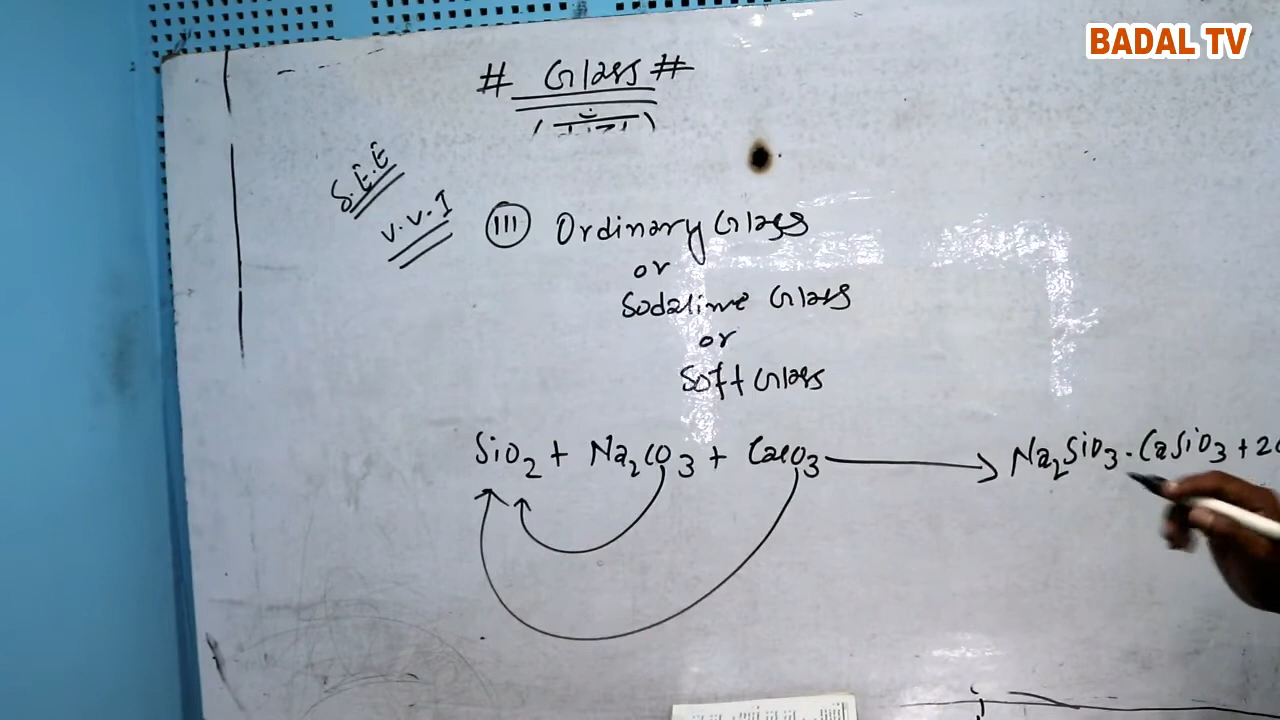 BADAL TV
# Glass #
S.E.E
V.V.I
III Ordinary Glass
or
Sodalime Glass
or
Soft Glass
SiO2 + Na2CO3 + CaCO3 → Na2SiO3 · CaSiO3 + 2C